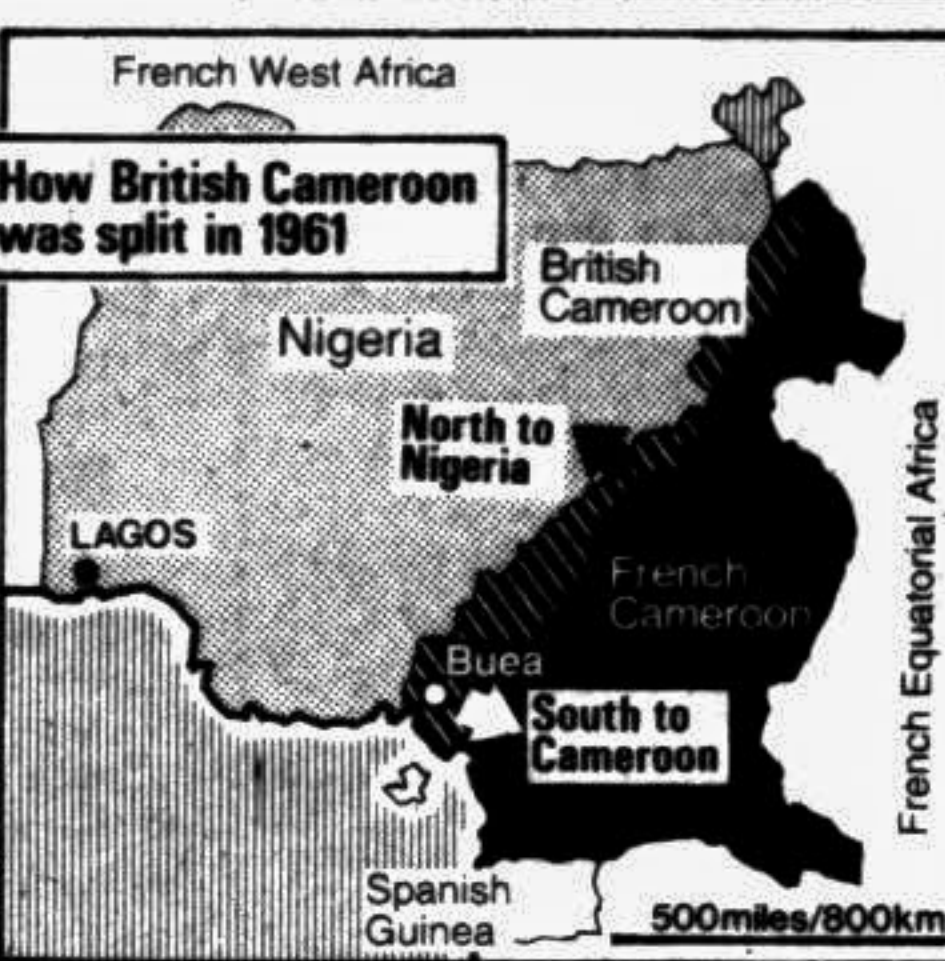 French West Africa
How British Cameroon
was split in 1961
British
Cameroon
Nigeria
North to
Nigeria
LAGOS
French
Cameroon
Buea
South to
Cameroon
French Equatorial Africa
Spanish
Guinea
500miles/800km